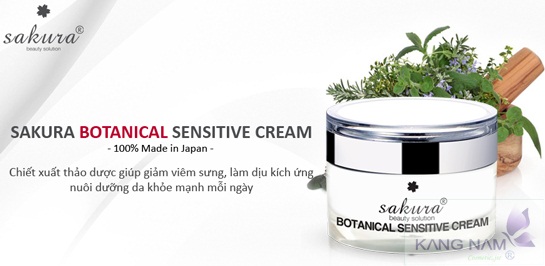 sakura®
beauty solution
SAKURA BOTANICAL SENSITIVE CREAM
- 100% Made in Japan -
Chiết xuất thảo dược giúp giảm viêm sưng, làm dịu kích ứng
nuôi dưỡng da khỏe mạnh mỗi ngày
sakura®
beauty solution
BOTANICAL SENSITIVE CREAM
KANG NAM
®